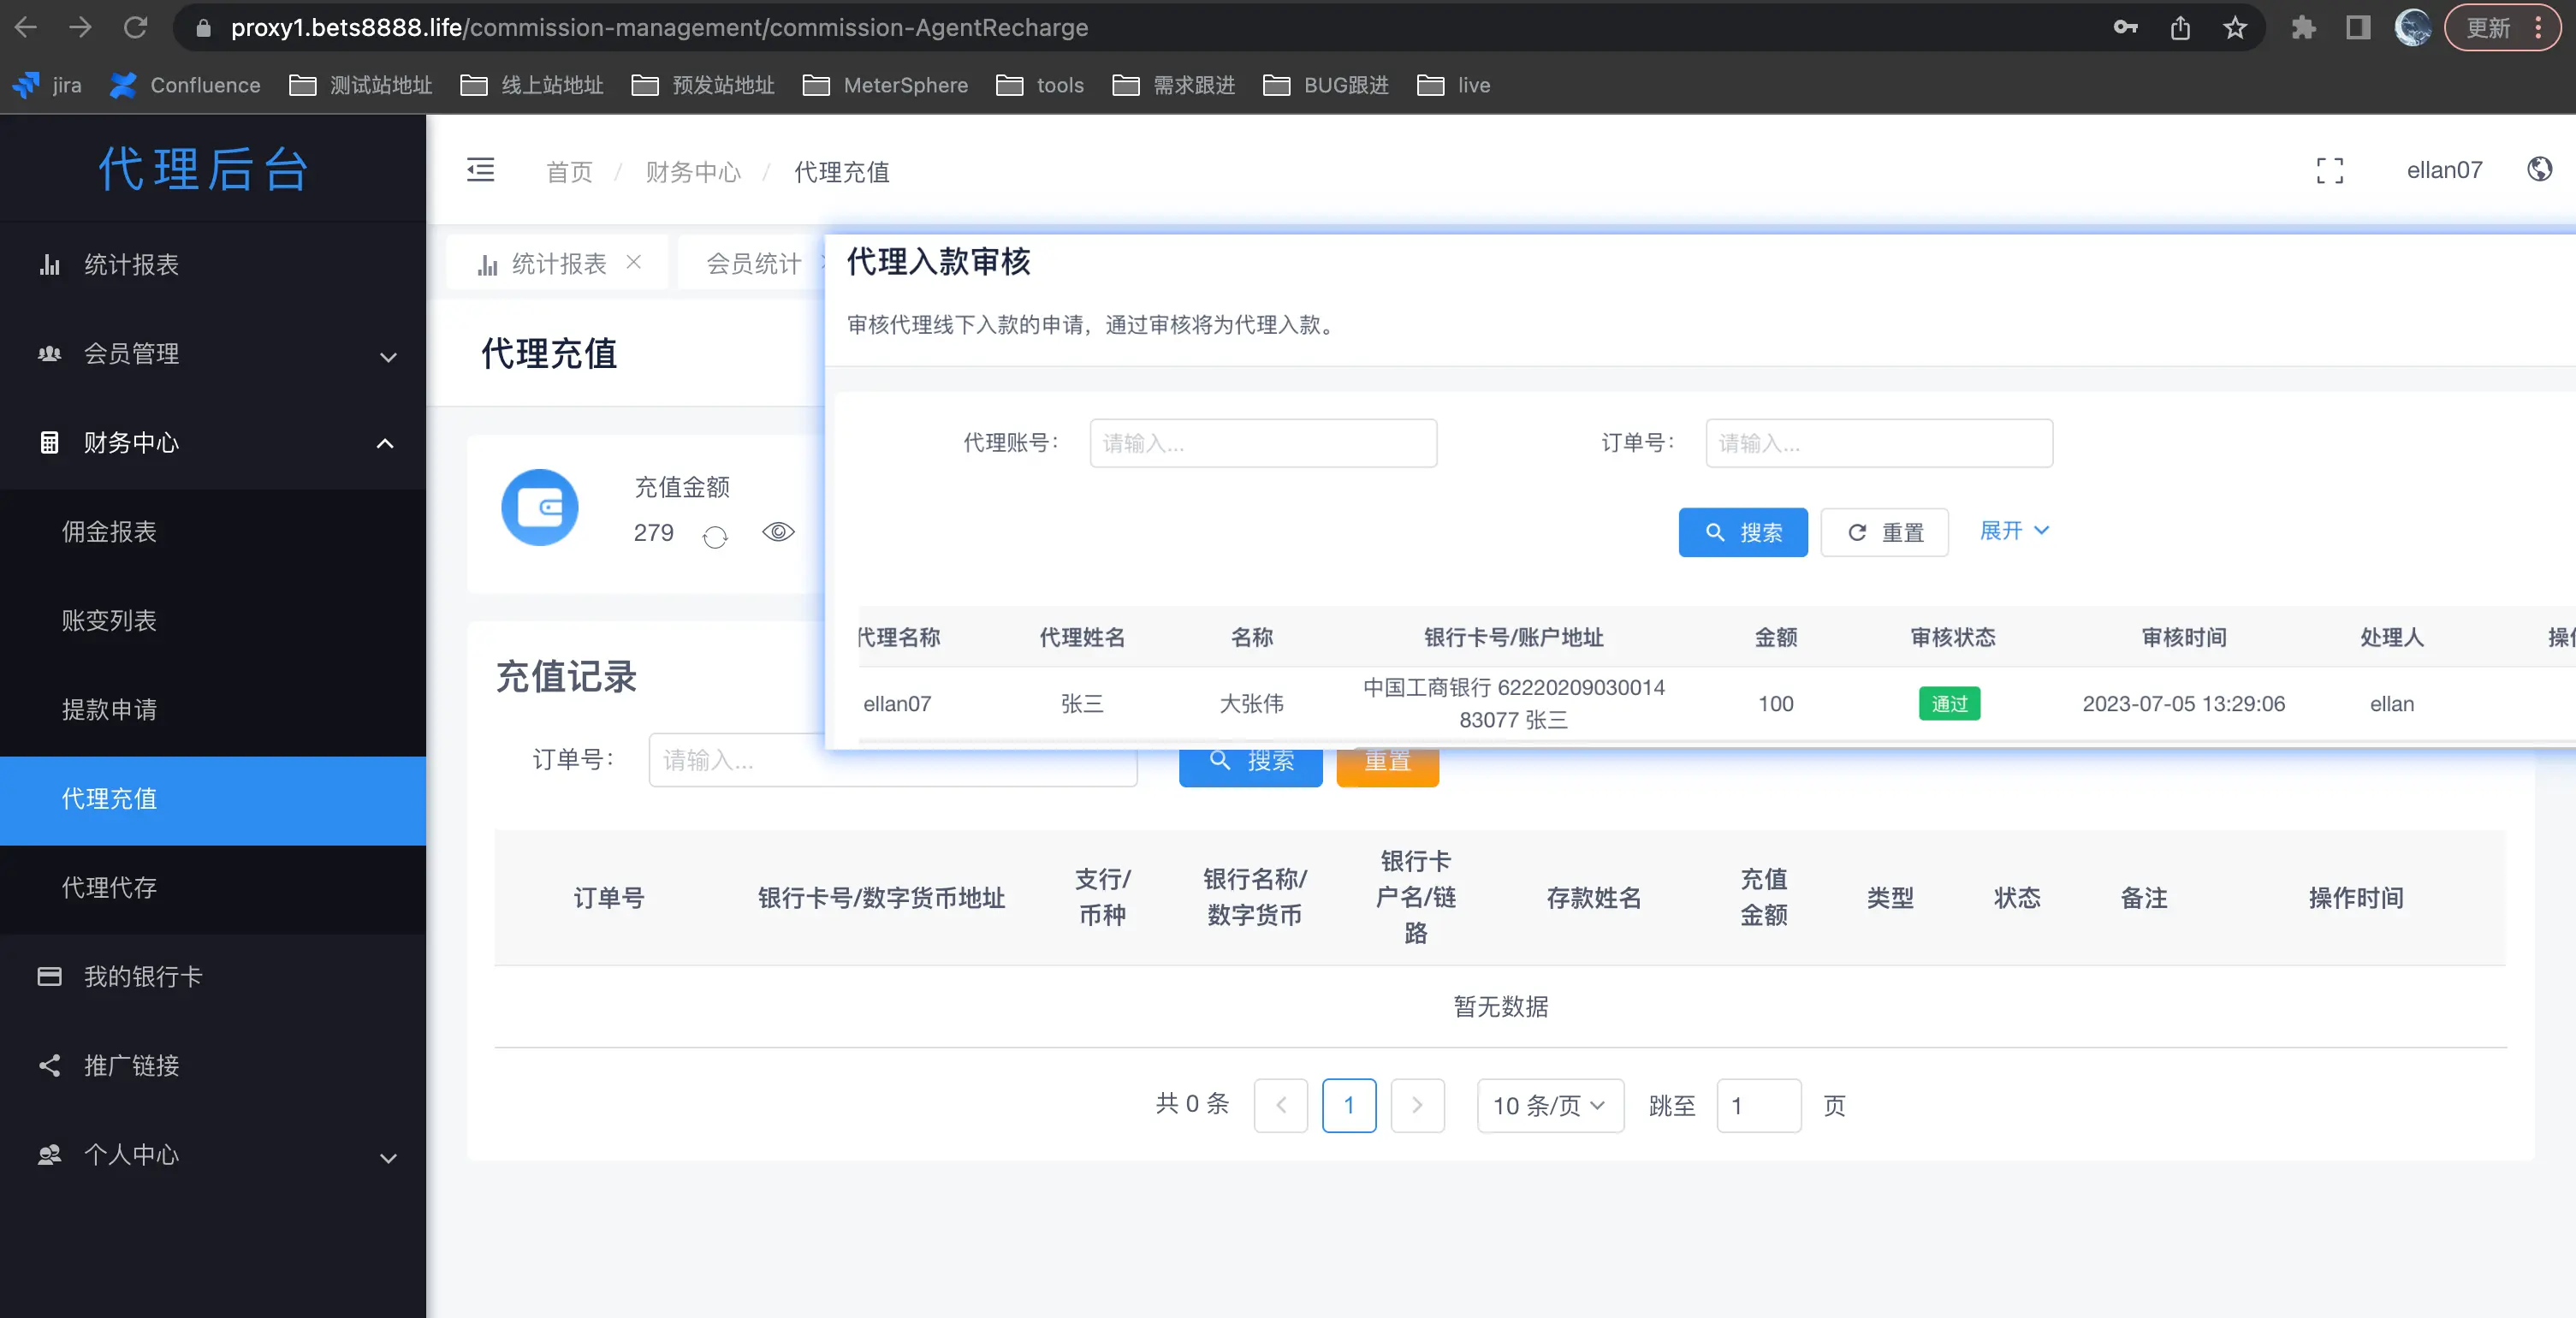 proxy1.bets8888.life/commission-management/commission-AgentRecharge
更新
jira
Confluence
测试站地址
线上站地址
预发站地址
MeterSphere
tools
需求跟进
BUG跟进
live
代理后台
统计报表
会员管理
财务中心
佣金报表
账变列表
提款申请
代理充值
代理代存
我的银行卡
推广链接
个人中心
首页 / 财务中心 / 代理充值
ellan07
统计报表
会员统计
代理充值
充值金额
279
代理入款审核
审核代理线下入款的申请，通过审核将为代理入款。
代理账号：
请输入...
订单号：
请输入...
搜索
重置
展开
代理名称 代理姓名 名称 银行卡号/账户地址 金额 审核状态 审核时间 处理人
ellan07 张三 大张伟 中国工商银行 62220209030014
83077 张三
100 通过 2023-07-05 13:29:06 ellan
充值记录
订单号：
请输入...
搜索
重置
订单号
银行卡号/数字货币地址
支行/
币种
银行名称/
数字货币
银行卡
户名/链
路
存款姓名
充值
金额
类型
状态
备注
操作时间
暂无数据
共 0 条
1
10 条/页
跳至
1
页